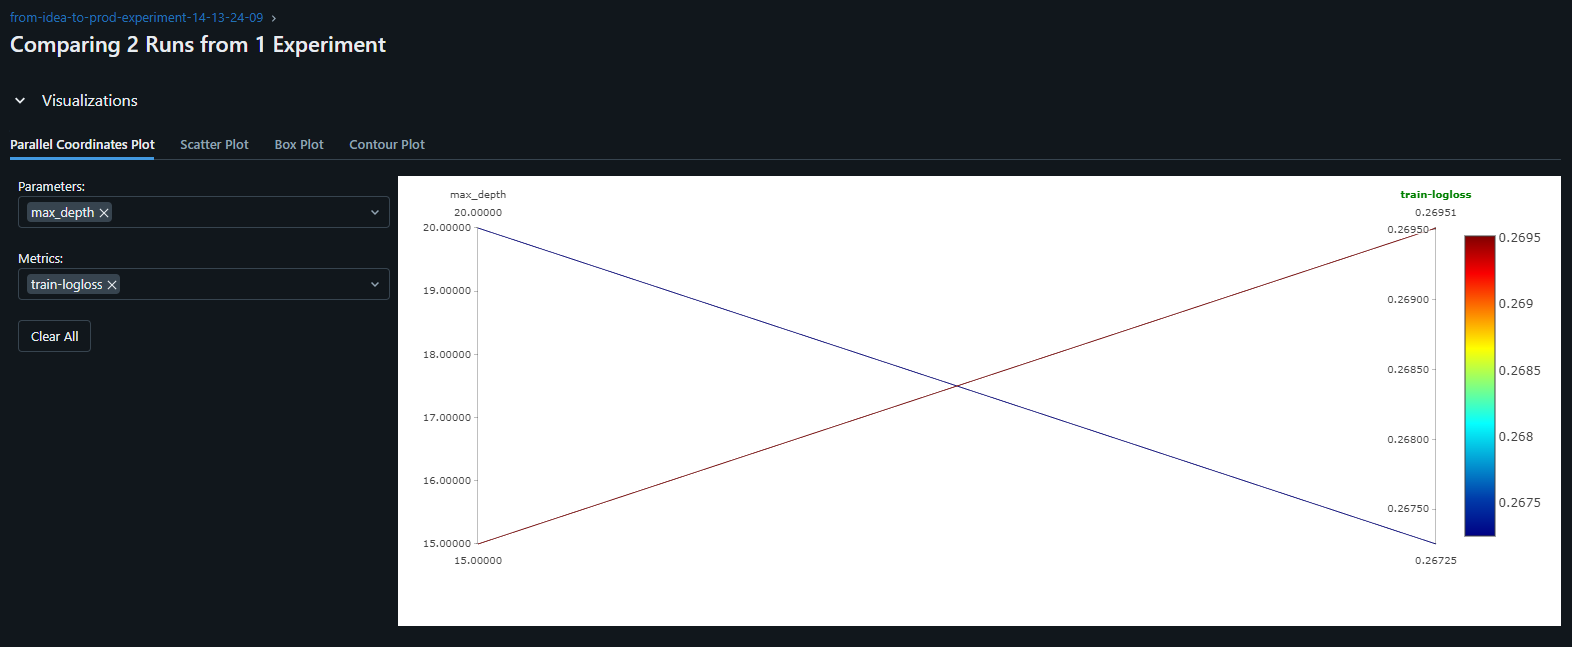 from-idea-to-prod-experiment-14-13-24-09 ›
Comparing 2 Runs from 1 Experiment
Visualizations
Parallel Coordinates Plot Scatter Plot Box Plot Contour Plot
Parameters:
max_depth
Metrics:
train-logloss
Clear All
max_depth
20.00000
20.00000
19.00000
18.00000
17.00000
16.00000
15.00000
15.00000
train-logloss
0.26951
0.26950
0.26900
0.26850
0.26800
0.26750
0.26725
0.2695
0.269
0.2685
0.268
0.2675